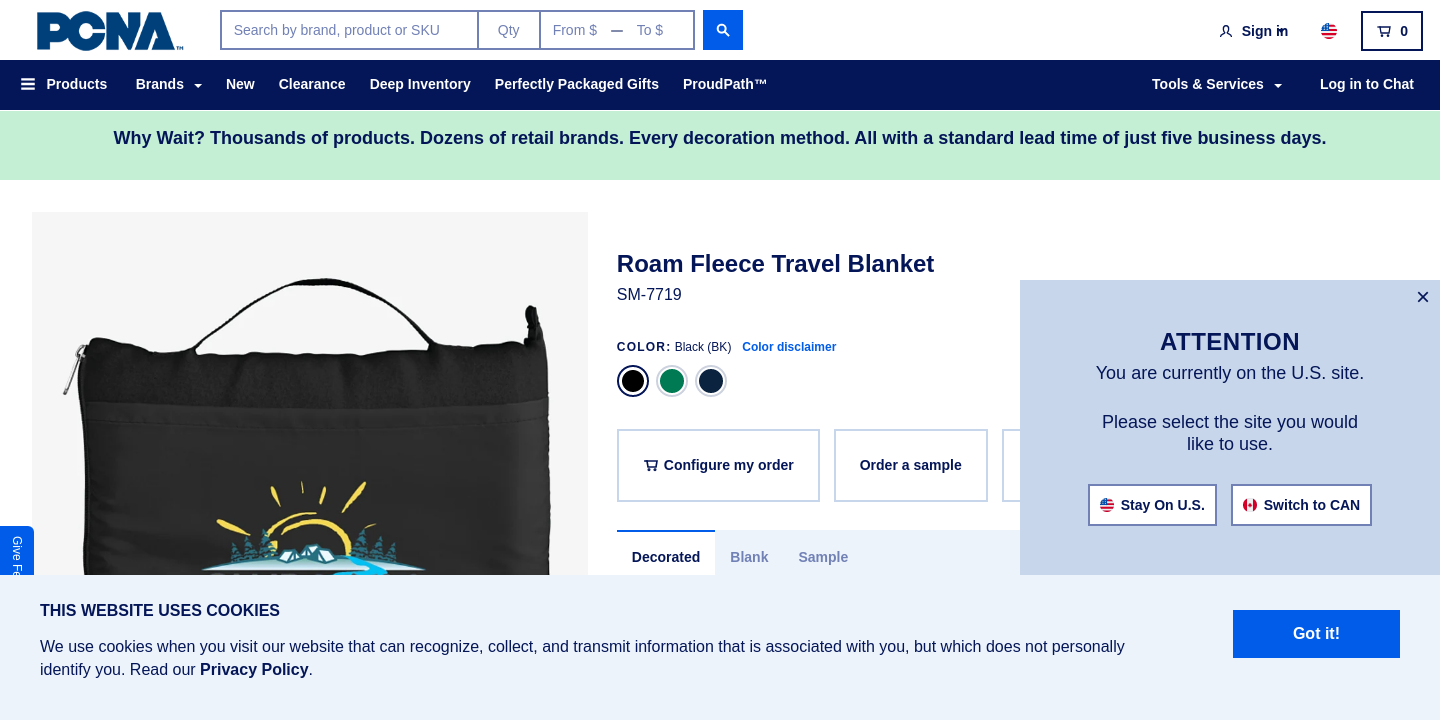 PCNA™
Search by brand, product or SKU
Qty
From $ — To $
Sign in
0
Products
Brands
New
Clearance
Deep Inventory
Perfectly Packaged Gifts
ProudPath™
Tools & Services
Log in to Chat
Why Wait? Thousands of products. Dozens of retail brands. Every decoration method. All with a standard lead time of just five business days.
Roam Fleece Travel Blanket
SM-7719
COLOR: Black (BK) Color disclaimer
Configure my order
Order a sample
Decorated
Blank
Sample
×
ATTENTION
You are currently on the U.S. site.
Please select the site you would
like to use.
Stay On U.S.
Switch to CAN
Give
THIS WEBSITE USES COOKIES
We use cookies when you visit our website that can recognize, collect, and transmit information that is associated with you, but which does not personally
identify you. Read our Privacy Policy.
Got it!